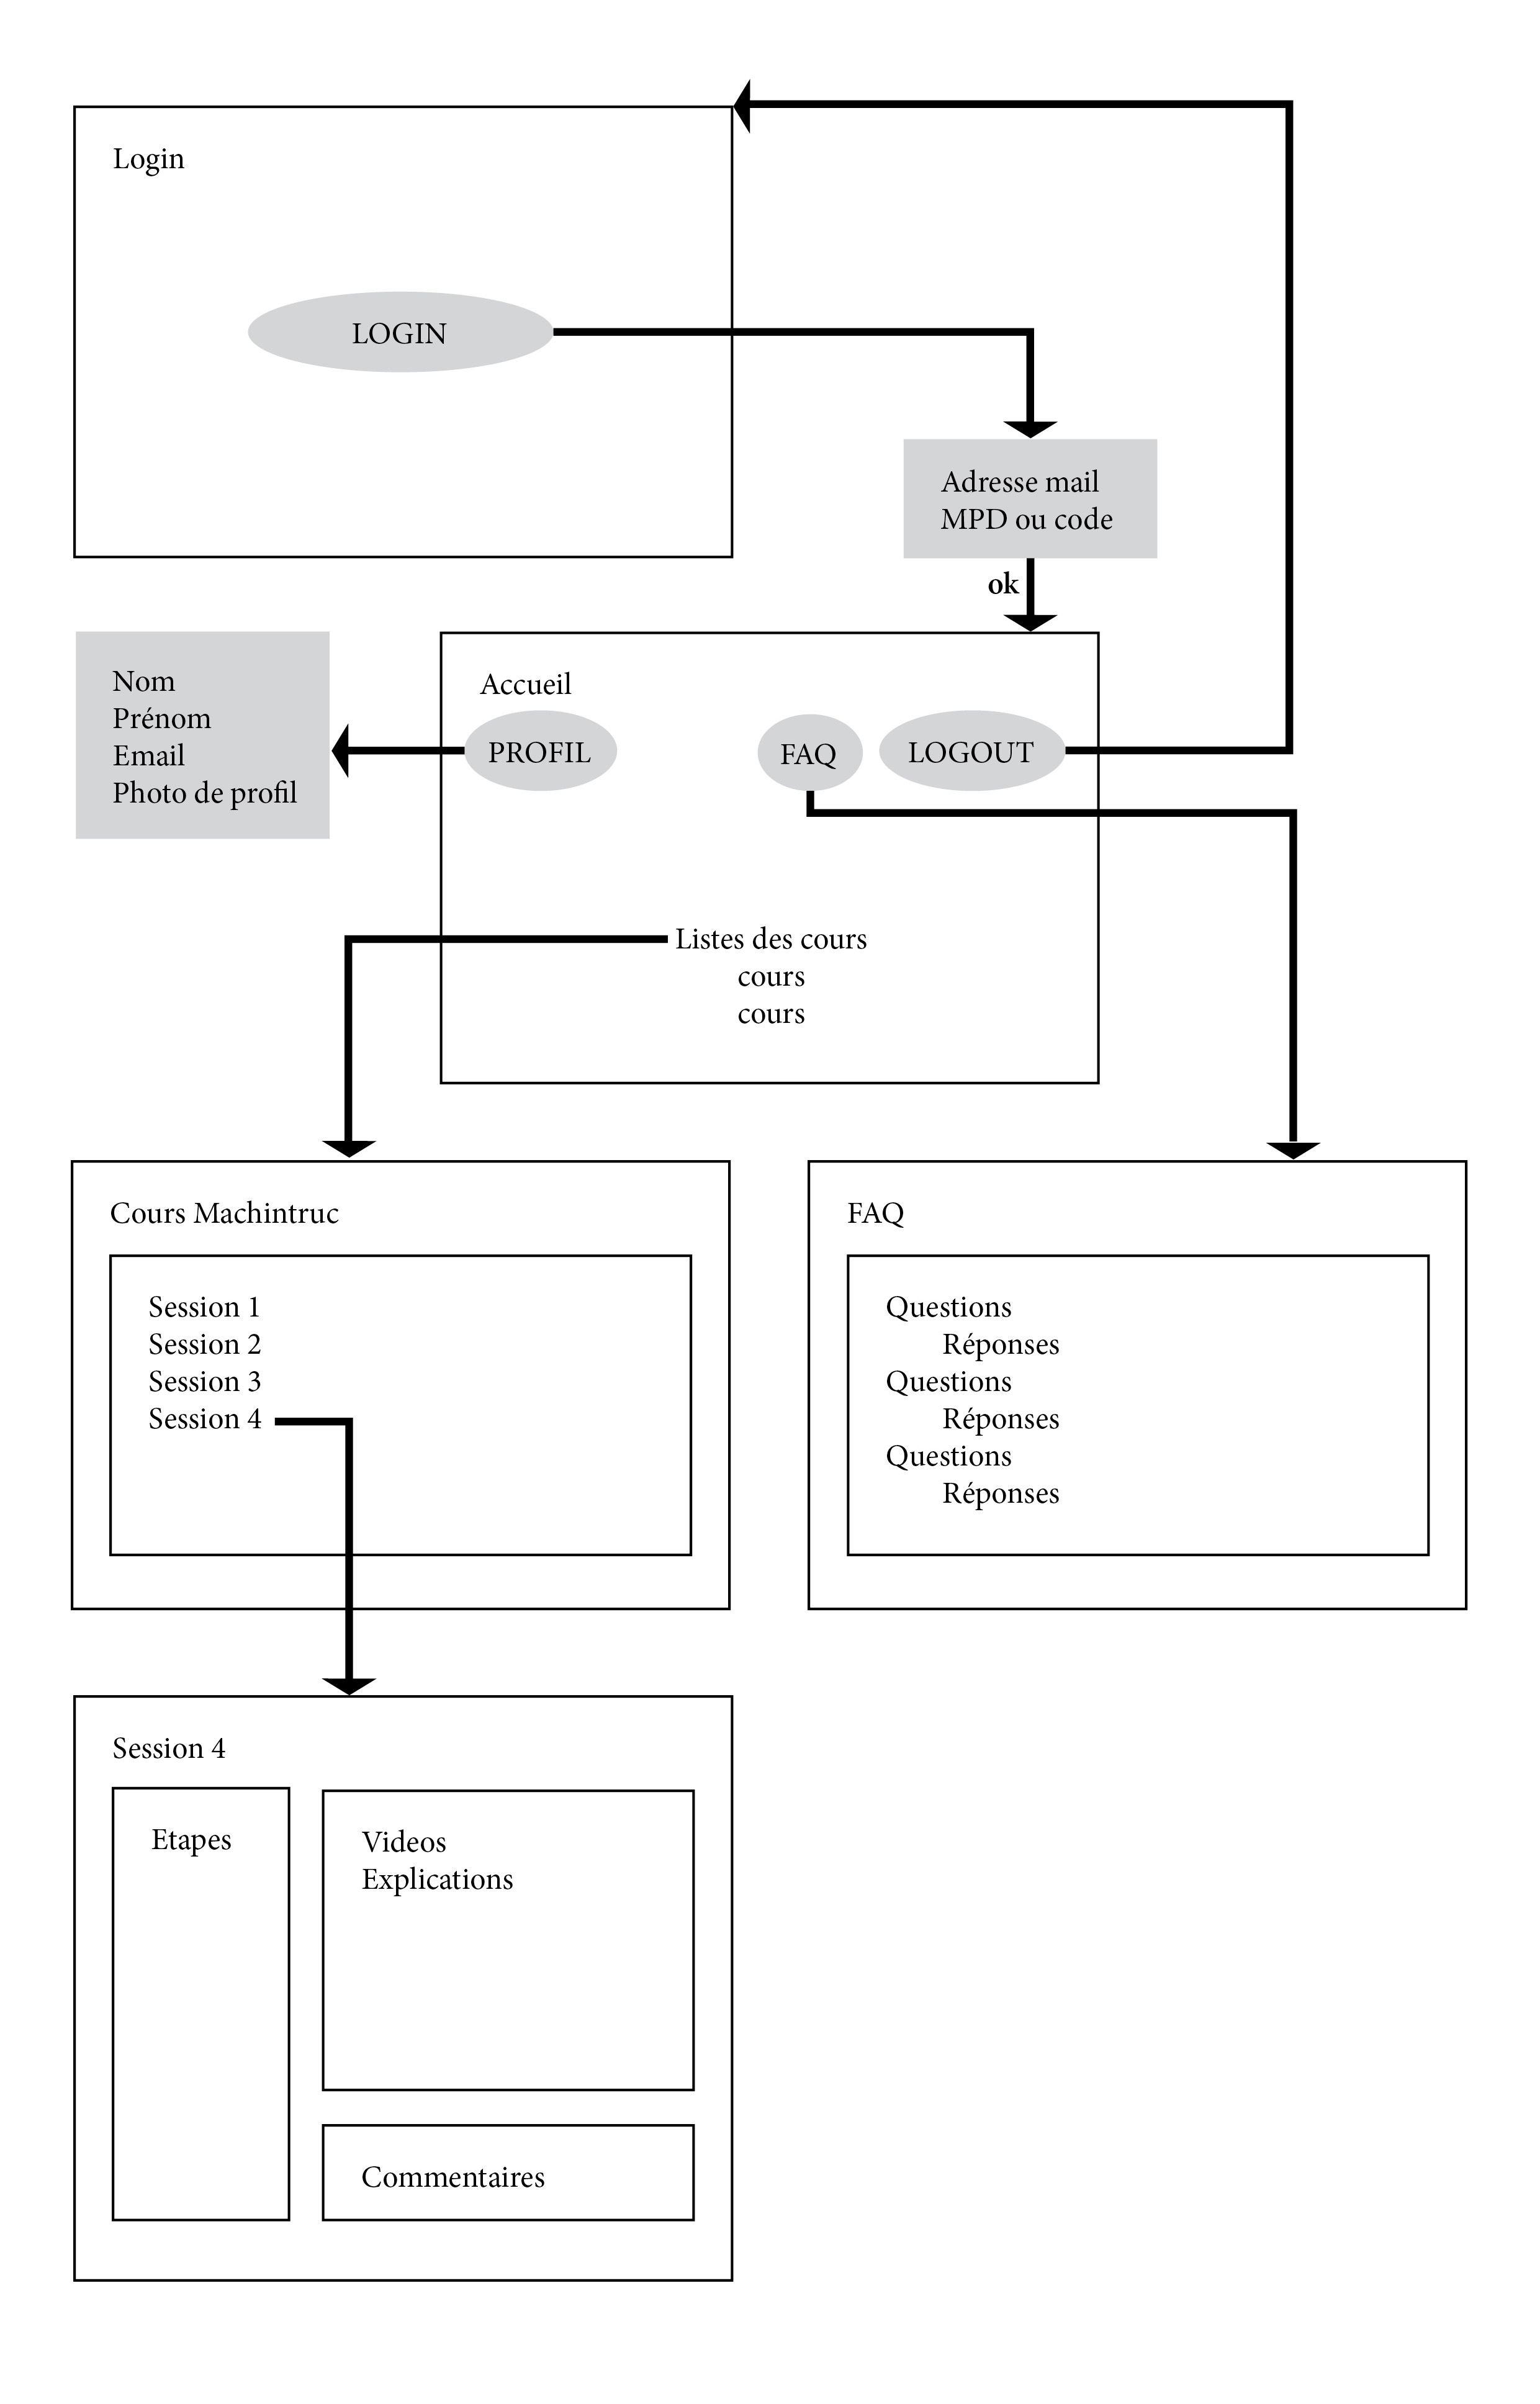 Login
LOGIN
Adresse mail
MPD ou code
ok
Nom
Prénom
Email
Photo de profil
Accueil
PROFIL
FAQ
LOGOUT
Listes des cours
cours
cours
Cours Machintruc
Session 1
Session 2
Session 3
Session 4
FAQ
Questions
Réponses
Questions
Réponses
Questions
Réponses
Session 4
Etapes
Videos
Explications
Commentaires